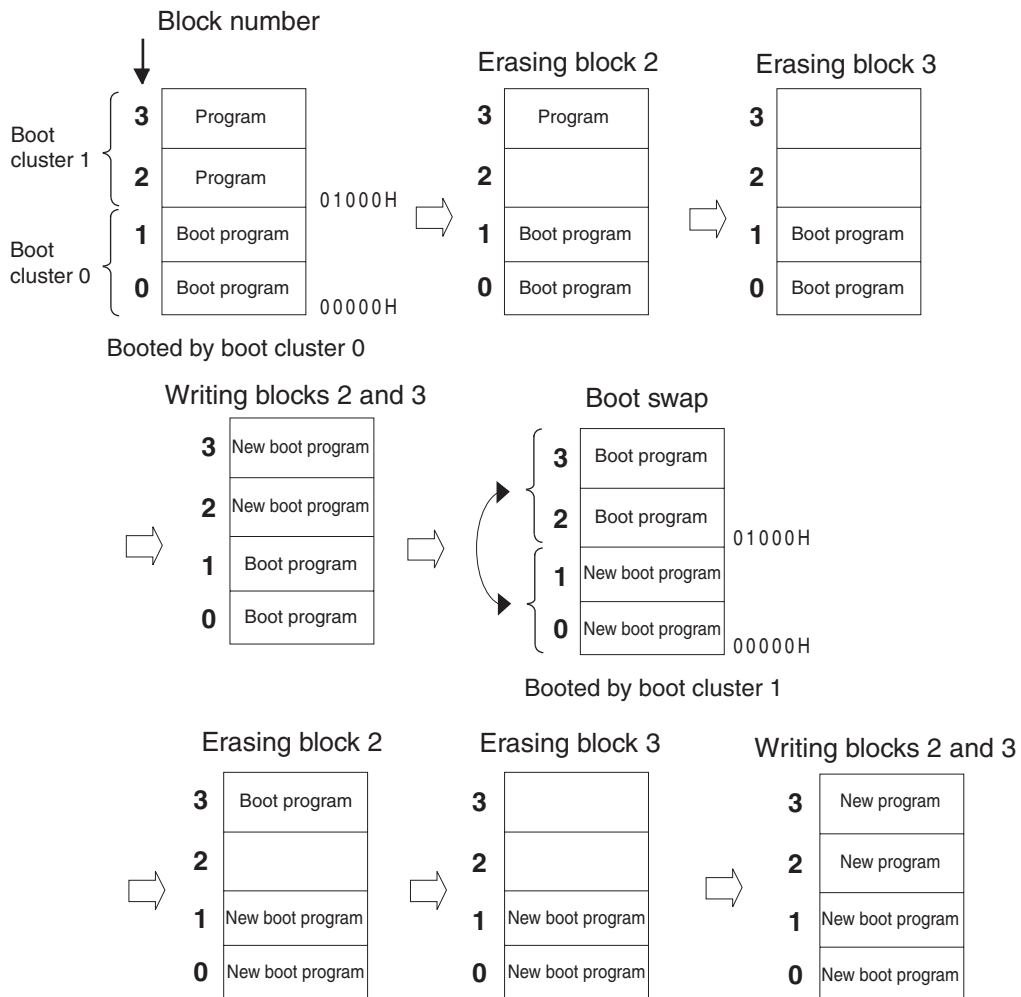 Block number
Boot
cluster 1
Boot
cluster 0
3 Program
2 Program
01000H
1 Boot program
0 Boot program
00000H
Booted by boot cluster 0
Erasing block 2
3 Program
2
1 Boot program
0 Boot program
Erasing block 3
3
2
1 Boot program
0 Boot program
Writing blocks 2 and 3
3 New boot program
2 New boot program
1 Boot program
0 Boot program
Boot swap
3 Boot program
2 Boot program
01000H
1 New boot program
0 New boot program
00000H
Booted by boot cluster 1
Erasing block 2
3 Boot program
2
1 New boot program
0 New boot program
Erasing block 3
3
2
1 New boot program
0 New boot program
Writing blocks 2 and 3
3 New program
2 New program
1 New boot program
0 New boot program